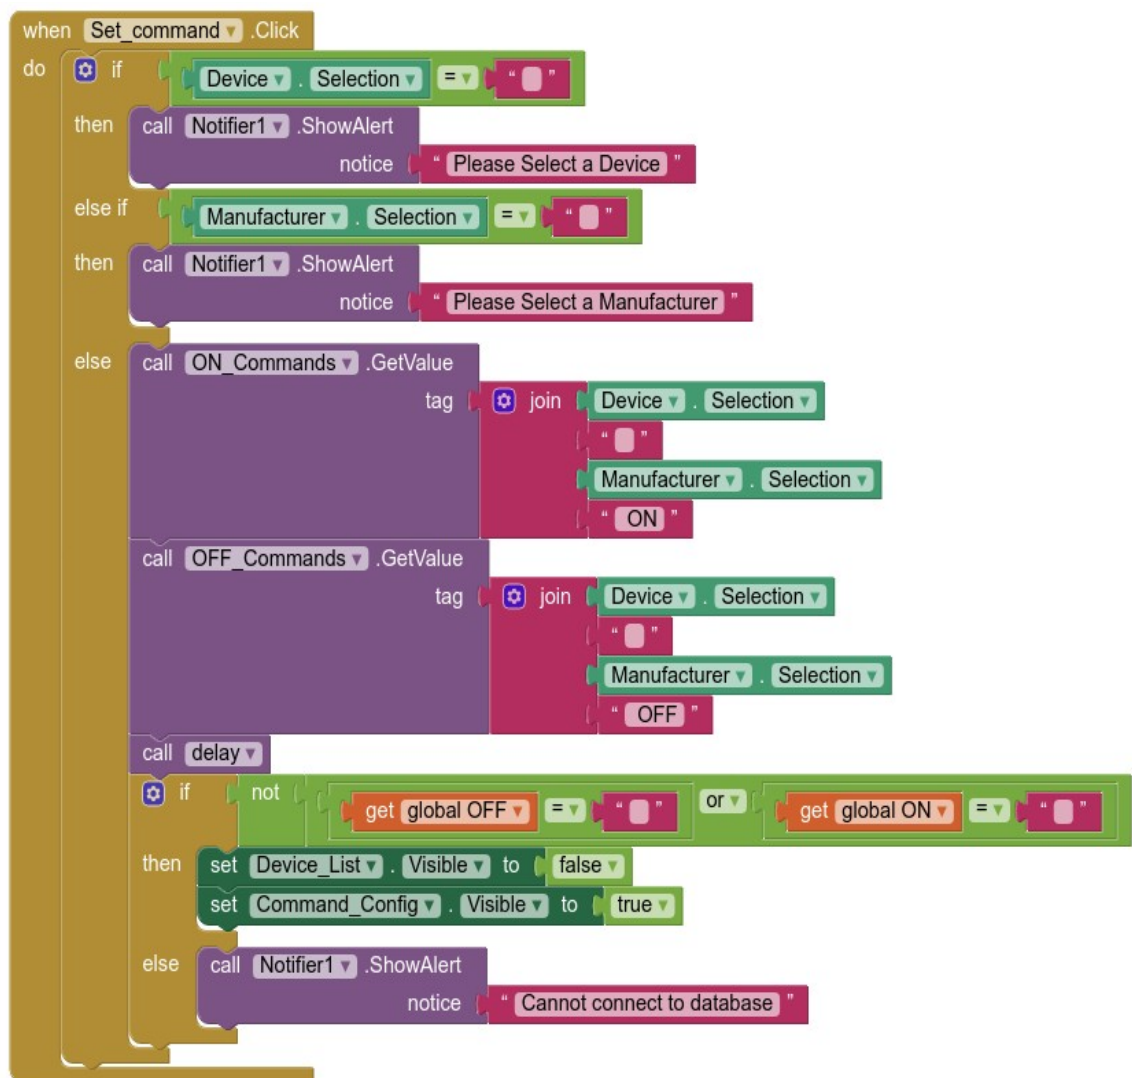 when Set_command .Click
do if Device . Selection = " "
then call Notifier1 .ShowAlert
notice " Please Select a Device "
else if Manufacturer . Selection = " "
then call Notifier1 .ShowAlert
notice " Please Select a Manufacturer "
else call ON_Commands .GetValue
tag join Device . Selection
" "
Manufacturer . Selection
" ON "
call OFF_Commands .GetValue
tag join Device . Selection
" "
Manufacturer . Selection
" OFF "
call delay
if not get global OFF = " " or get global ON = " "
then set Device_List . Visible to false
set Command_Config . Visible to true
else call Notifier1 .ShowAlert
notice " Cannot connect to database "